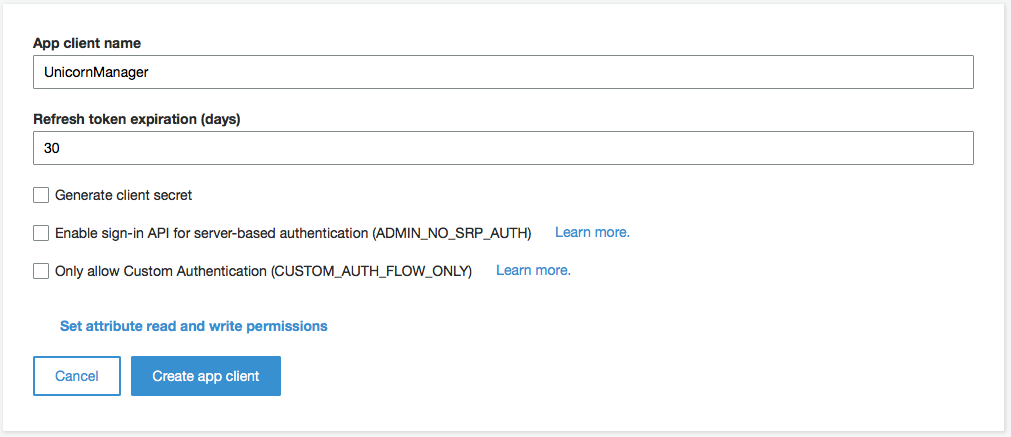 App client name
UnicornManager
Refresh token expiration (days)
30
Generate client secret
Enable sign-in API for server-based authentication (ADMIN_NO_SRP_AUTH) Learn more.
Only allow Custom Authentication (CUSTOM_AUTH_FLOW_ONLY) Learn more.
Set attribute read and write permissions
Cancel Create app client